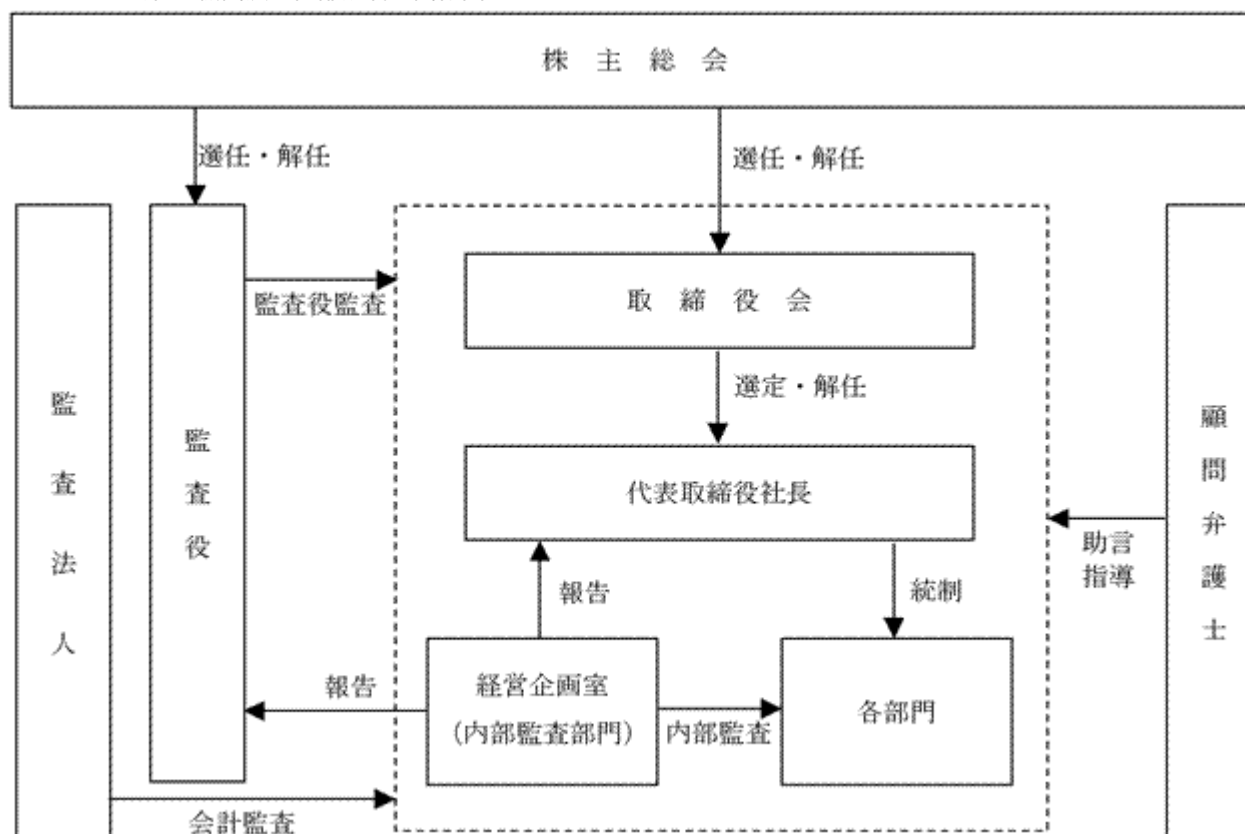 株主総会
選任・解任
選任・解任
監査法人
監査役
監査役監査
取締役会
選定・解任
代表取締役社長
顧問弁護士
助言
指導
報告
統制
報告
経営企画室
(内部監査部門)
内部監査
各部門
会計監査